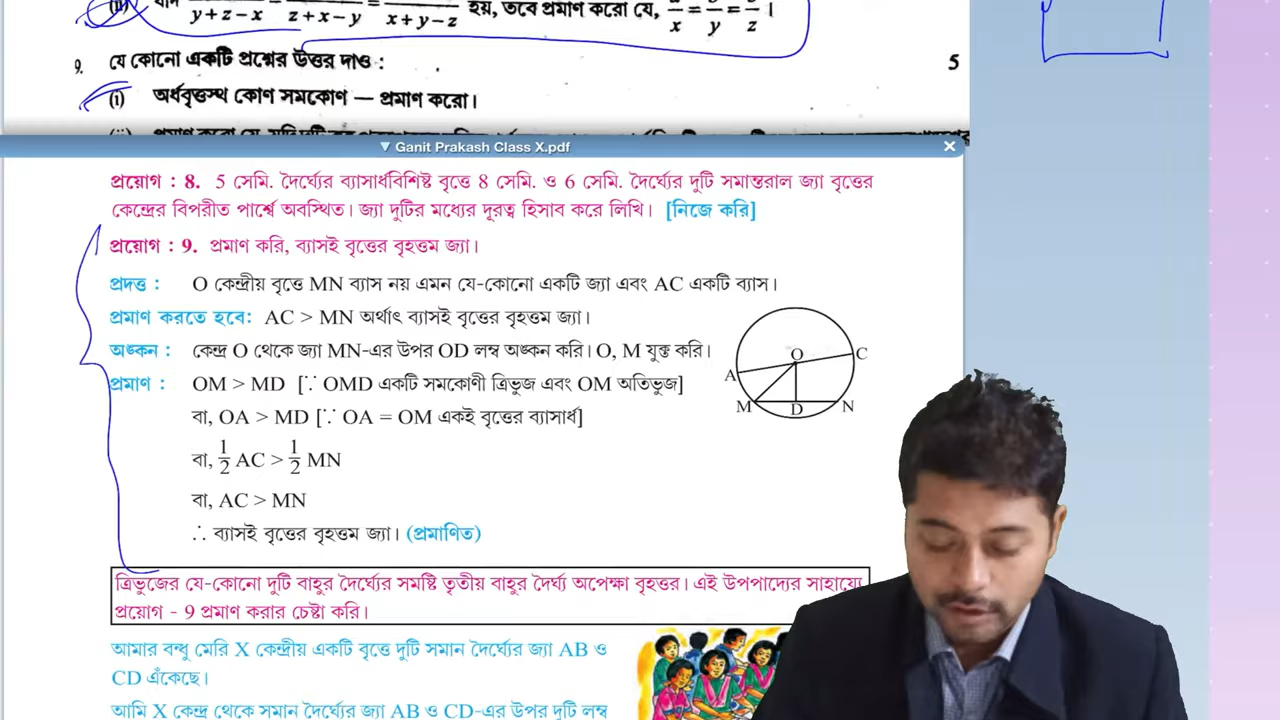 (ii) যদি y+z−x z+x−y = x+y−z হয়, তবে প্রমাণ করো যে, x = y = z ।
9. যে কোনো একটি প্রশ্নের উত্তর দাও : 5
(i) অর্ধবৃত্তস্থ কোণ সমকোণ — প্রমাণ করো।
▼ Ganit Prakash Class X.pdf ✕
প্রয়োগ : 8. 5 সেমি. দৈর্ঘ্যের ব্যাসার্ধবিশিষ্ট বৃত্তে 8 সেমি. ও 6 সেমি. দৈর্ঘ্যের দুটি সমান্তরাল জ্যা বৃত্তের
কেন্দ্রের বিপরীত পার্শ্বে অবস্থিত। জ্যা দুটির মধ্যের দূরত্ব হিসাব করে লিখি। [নিজে করি]
প্রয়োগ : 9. প্রমাণ করি, ব্যাসই বৃত্তের বৃহত্তম জ্যা।
প্রদত্ত : O কেন্দ্রীয় বৃত্তে MN ব্যাস নয় এমন যে-কোনো একটি জ্যা এবং AC একটি ব্যাস।
প্রমাণ করতে হবে: AC > MN অর্থাৎ ব্যাসই বৃত্তের বৃহত্তম জ্যা।
অঙ্কন : কেন্দ্র O থেকে জ্যা MN-এর উপর OD লম্ব অঙ্কন করি। O, M যুক্ত করি।
প্রমাণ : OM > MD [∵ OMD একটি সমকোণী ত্রিভুজ এবং OM অতিভুজ]
বা, OA > MD [∵ OA = OM একই বৃত্তের ব্যাসার্ধ]
বা, 1/2 AC > 1/2 MN
বা, AC > MN
∴ ব্যাসই বৃত্তের বৃহত্তম জ্যা। (প্রমাণিত)
O C
A
M D N
ত্রিভুজের যে-কোনো দুটি বাহুর দৈর্ঘ্যের সমষ্টি তৃতীয় বাহুর দৈর্ঘ্য অপেক্ষা বৃহত্তর। এই উপপাদ্যের সাহায্যে
প্রয়োগ - 9 প্রমাণ করার চেষ্টা করি।
আমার বন্ধু মেরি X কেন্দ্রীয় একটি বৃত্তে দুটি সমান দৈর্ঘ্যের জ্যা AB ও
CD এঁকেছে।
আমি X কেন্দ্র থেকে সমান দৈর্ঘ্যের জ্যা AB ও CD-এর উপর দুটি লম্ব